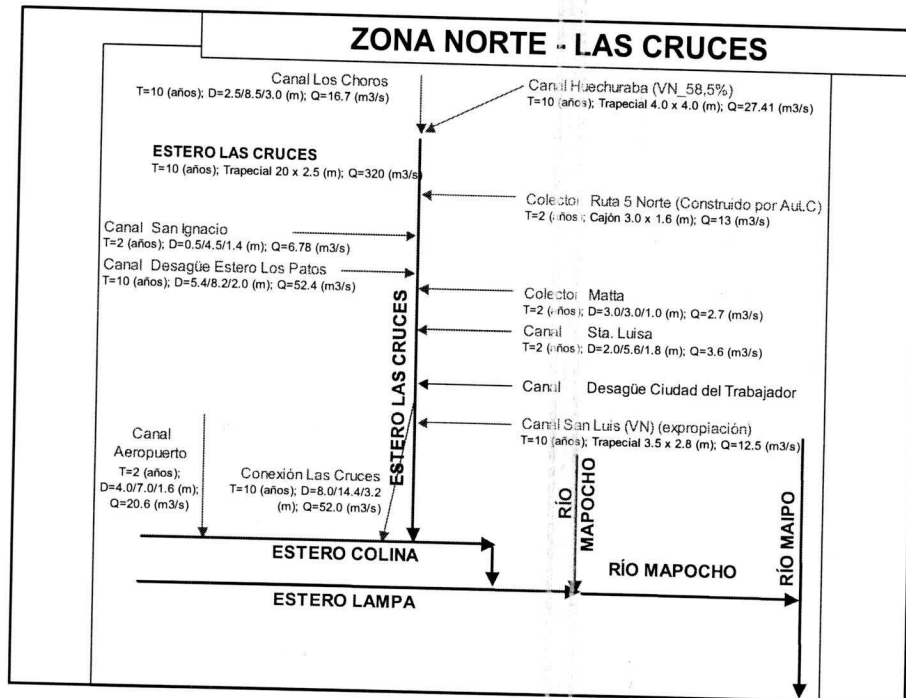 ZONA NORTE - LAS CRUCES
Canal Los Choros
T=10 (años); D=2.5/8.5/3.0 (m); Q=16.7 (m3/s)
Canal Huechuraba (VN_58,5%)
T=10 (años); Trapecial 4.0 x 4.0 (m); Q=27.41 (m3/s)
ESTERO LAS CRUCES
T=10 (años); Trapecial 20 x 2.5 (m); Q=320 (m3/s)
Colector Ruta 5 Norte (Construido por Aut.C)
T=2 (años); Cajón 3.0 x 1.6 (m); Q=13 (m3/s)
Canal San Ignacio
T=2 (años); D=0.5/4.5/1.4 (m); Q=6.78 (m3/s)
Canal Desagüe Estero Los Patos
T=10 (años); D=5.4/8.2/2.0 (m); Q=52.4 (m3/s)
Colector Matta
T=2 (años); D=3.0/3.0/1.0 (m); Q=2.7 (m3/s)
Canal Sta. Luisa
T=2 (años); D=2.0/5.6/1.8 (m); Q=3.6 (m3/s)
ESTERO LAS CRUCES
Canal Desagüe Ciudad del Trabajador
Canal San Luis (VN) (expropiación)
T=10 (años); Trapecial 3.5 x 2.8 (m); Q=12.5 (m3/s)
Canal
Aeropuerto
T=2 (años);
D=4.0/7.0/1.6 (m);
Q=20.6 (m3/s)
Conexión Las Cruces
T=10 (años); D=8.0/14.4/3.2
(m); Q=52.0 (m3/s)
RÍO
MAPOCHO
RÍO MAIPO
ESTERO COLINA
RÍO MAPOCHO
ESTERO LAMPA